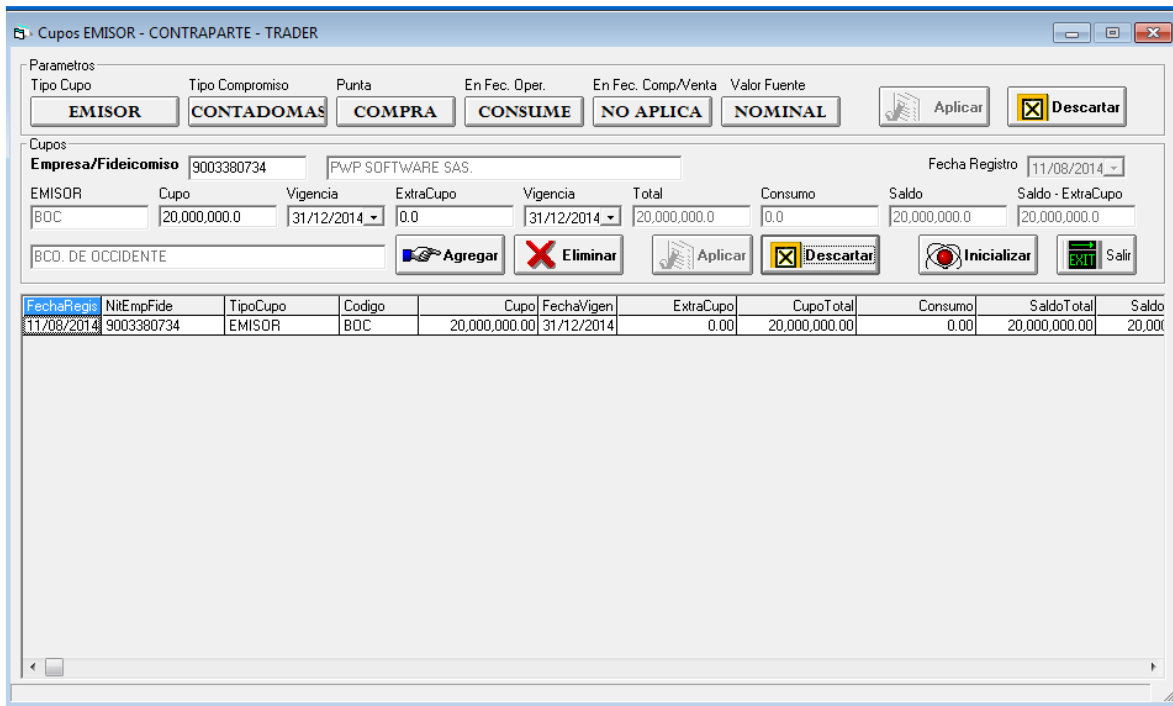 Cupos EMISOR - CONTRAPARTE - TRADER
Parametros
Tipo Cupo Tipo Compromiso Punta En Fec. Oper. En Fec. Comp/Venta Valor Fuente
EMISOR CONTADOMAS COMPRA CONSUME NO APLICA NOMINAL Aplicar Descartar
Cupos
Empresa/Fideicomiso 9003380734 PWP SOFTWARE SAS. Fecha Registro 11/08/2014
EMISOR Cupo Vigencia ExtraCupo Vigencia Total Consumo Saldo Saldo - ExtraCupo
BOC 20,000,000.0 31/12/2014 0.0 31/12/2014 20,000,000.0 0.0 20,000,000.0 20,000,000.0
BCO. DE OCCIDENTE Agregar Eliminar Aplicar Descartar Inicializar EXIT Salir
FechaRegis NitEmpFide TipoCupo Codigo Cupo FechaVigen ExtraCupo CupoTotal Consumo SaldoTotal Saldo
11/08/2014 9003380734 EMISOR BOC 20,000,000.00 31/12/2014 0.00 20,000,000.00 0.00 20,000,000.00 20,000